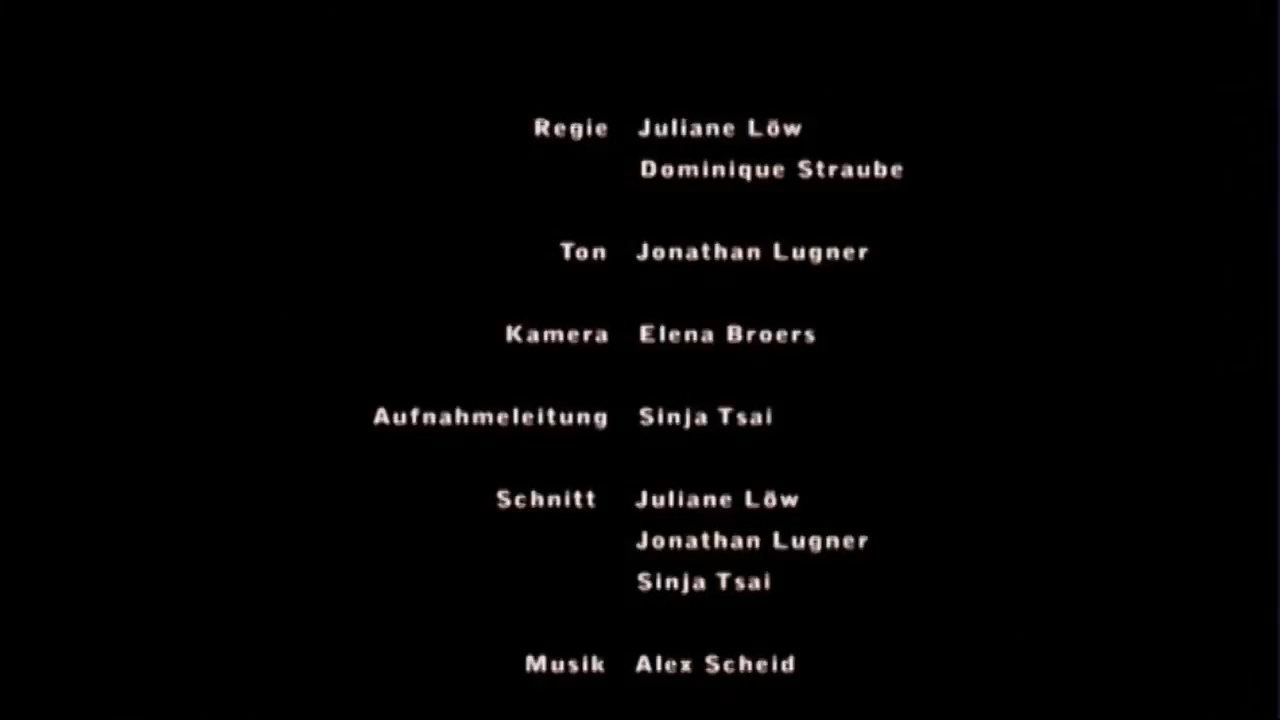 Regie Juliane Löw
Dominique Straube
Ton Jonathan Lugner
Kamera Elena Broers
Aufnahmeleitung Sinja Tsai
Schnitt Juliane Löw
Jonathan Lugner
Sinja Tsai
Musik Alex Scheid